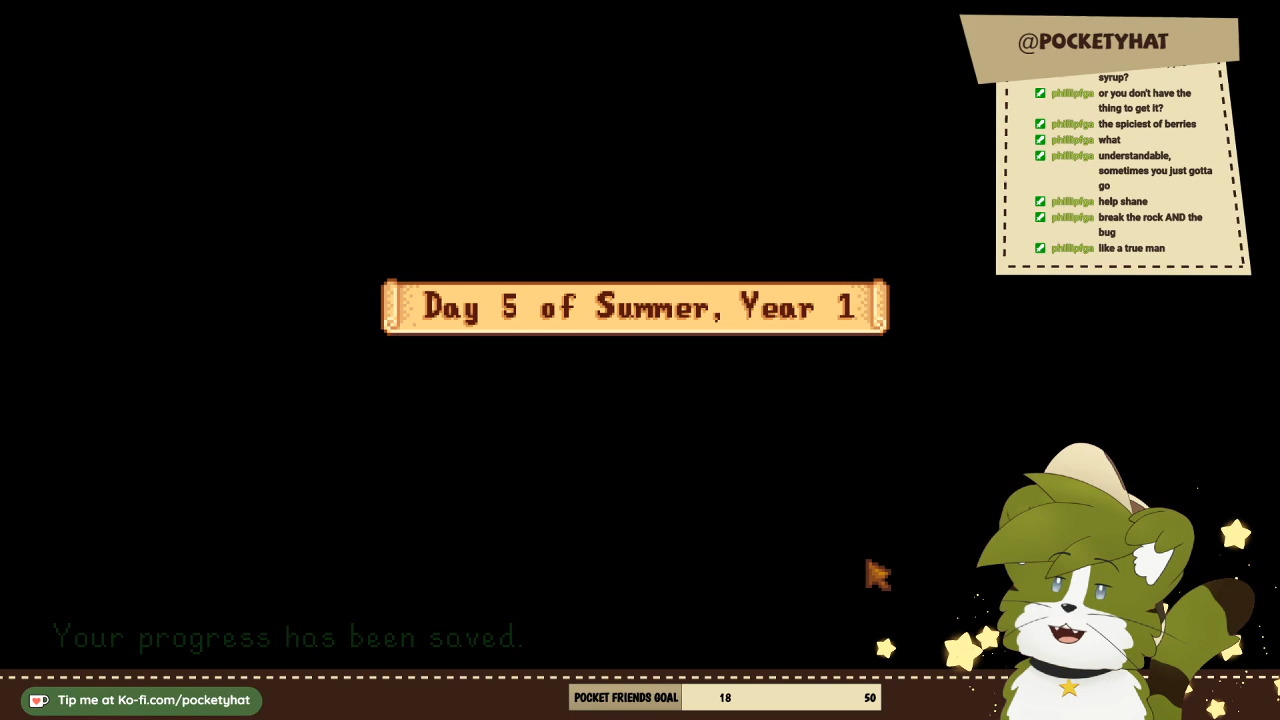 @POCKETYHAT
syrup?
phillipfga or you don't have the
thing to get it?
phillipfga the spiciest of berries
phillipfga what
phillipfga understandable,
sometimes you just gotta
go
phillipfga help shane
phillipfga break the rock AND the
bug
phillipfga like a true man
Day 5 of Summer, Year 1
Your progress has been saved.
Tip me at Ko-fi.com/pocketyhat
POCKET FRIENDS GOAL 18 50